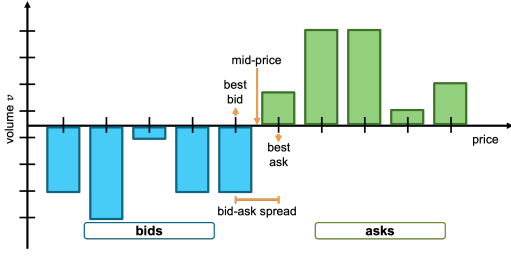 mid-price
best
bid
volume v
price
best
ask
bid-ask spread
bids
asks